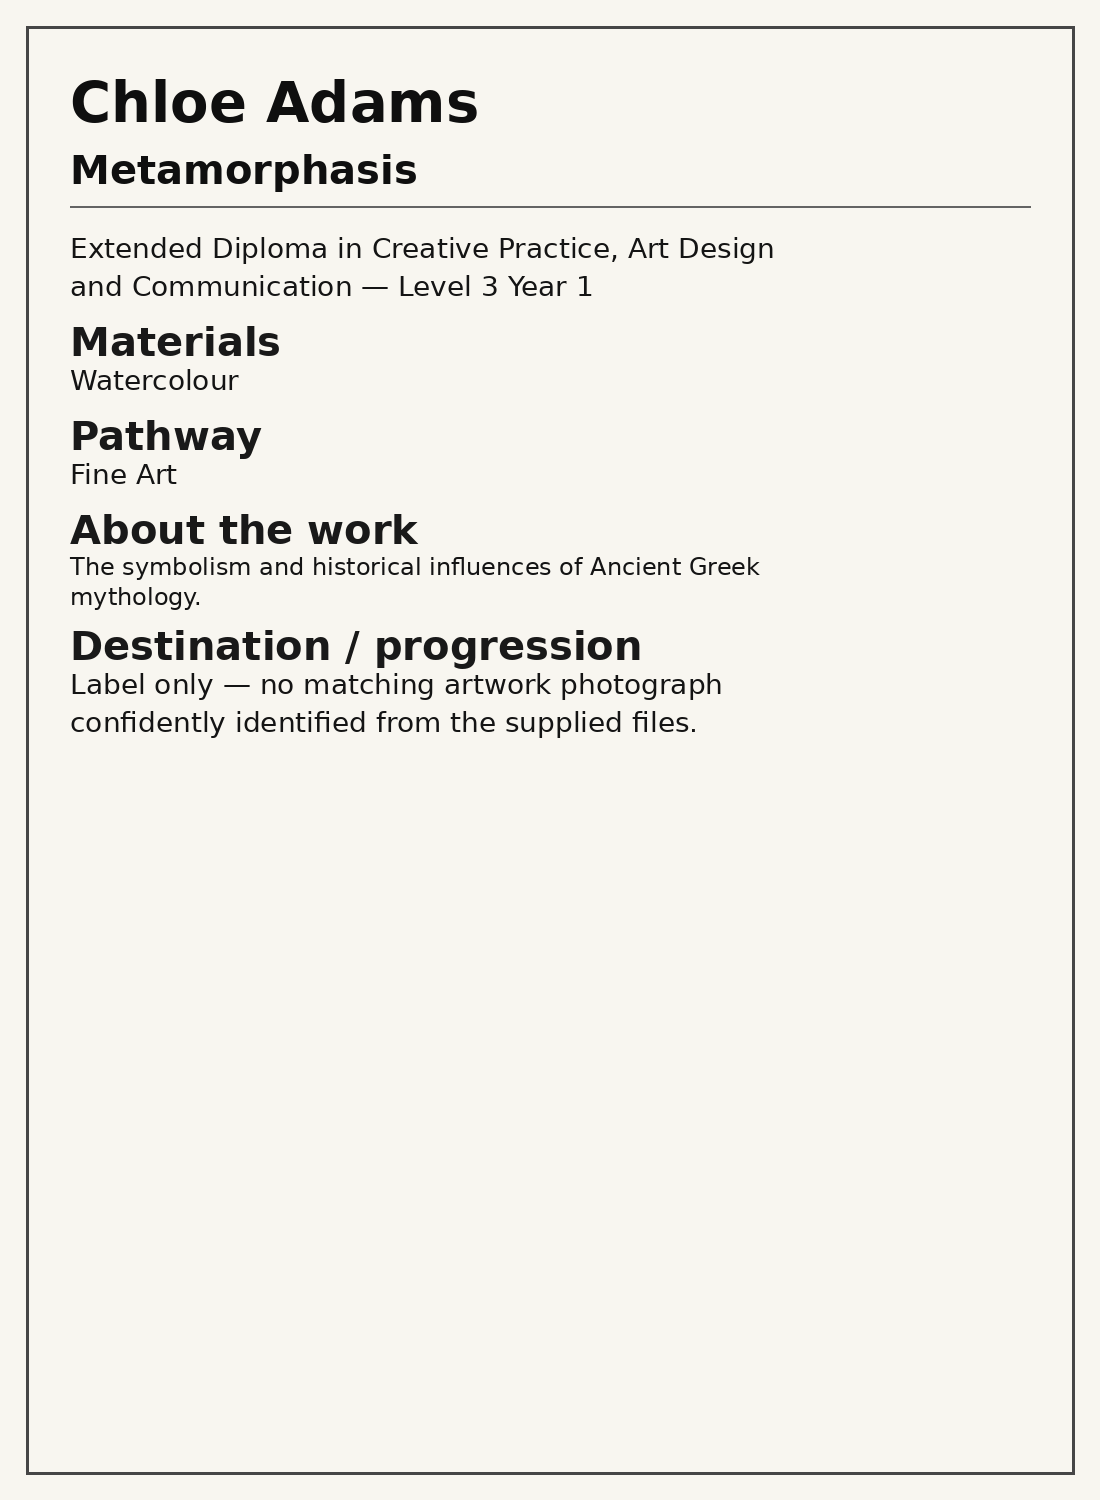 Chloe Adams
Metamorphasis
Extended Diploma in Creative Practice, Art Design
and Communication — Level 3 Year 1
Materials
Watercolour
Pathway
Fine Art
About the work
The symbolism and historical influences of Ancient Greek
mythology.
Destination / progression
Label only — no matching artwork photograph
confidently identified from the supplied files.